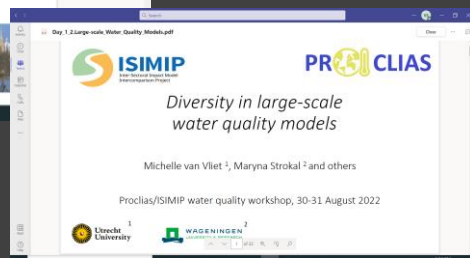 Search
Day_1_2.Large-scale_Water_Quality_Models.pdf
Close
ISIMIP
Inter-Sectoral Impact Model
Intercomparison Project
PROCLIAS
Diversity in large-scale
water quality models
Michelle van Vliet 1, Maryna Strokal 2 and others
Proclias/ISIMIP water quality workshop, 30-31 August 2022
1
Utrecht
University
2
WAGENINGEN
1